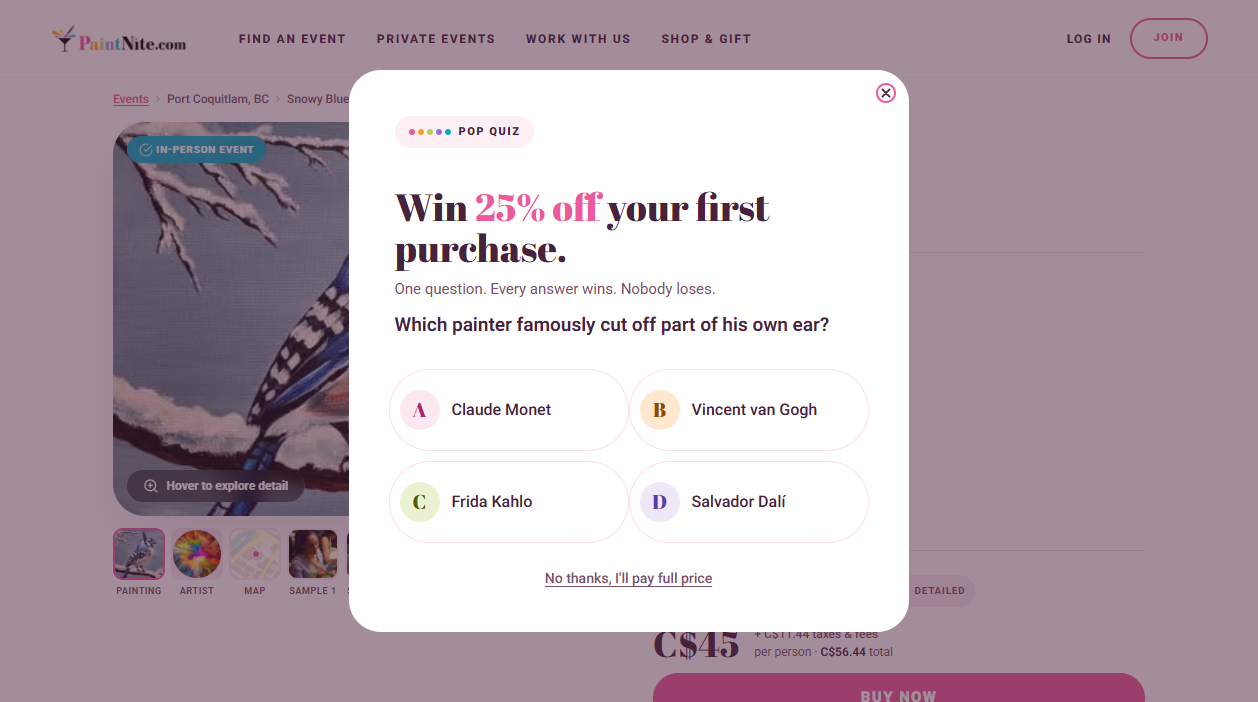 PaintNite.com
FIND AN EVENT
PRIVATE EVENTS
WORK WITH US
SHOP & GIFT
LOG IN
JOIN
Events > Port Coquitlam, BC > Snowy Blue
IN-PERSON EVENT
POP QUIZ
Win 25% off your first
purchase.
One question. Every answer wins. Nobody loses.
Which painter famously cut off part of his own ear?
A Claude Monet
B Vincent van Gogh
C Frida Kahlo
D Salvador Dalí
No thanks, I'll pay full price
Hover to explore detail
PAINTING
ARTIST
MAP
SAMPLE 1
DETAILED
C$45
+ C$11.44 taxes & fees
per person · C$56.44 total
BUY NOW